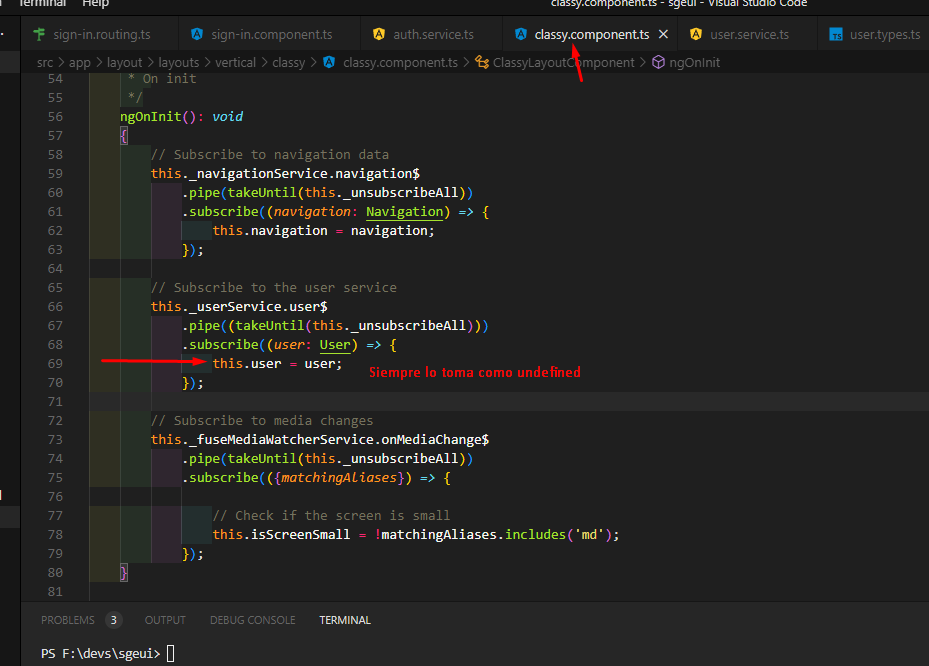 Terminal Help classy.component.ts - sgeui - Visual Studio Code
sign-in.routing.ts sign-in.component.ts auth.service.ts classy.component.ts user.service.ts TS user.types.ts
src > app > layout > layouts > vertical > classy > classy.component.ts > ClassyLayoutComponent > ngOnInit
54 * On init
55 */
56 ngOnInit(): void
57 {
58 // Subscribe to navigation data
59 this._navigationService.navigation$
60 .pipe(takeUntil(this._unsubscribeAll))
61 .subscribe((navigation: Navigation) => {
62 this.navigation = navigation;
63 });
64
65 // Subscribe to the user service
66 this._userService.user$
67 .pipe((takeUntil(this._unsubscribeAll)))
68 .subscribe((user: User) => {
69 this.user = user;
Siempre lo toma como undefined
70 });
71
72 // Subscribe to media changes
73 this._fuseMediaWatcherService.onMediaChange$
74 .pipe(takeUntil(this._unsubscribeAll))
75 .subscribe(({matchingAliases}) => {
76
77 // Check if the screen is small
78 this.isScreenSmall = !matchingAliases.includes('md');
79 });
80 }
81
PROBLEMS 3 OUTPUT DEBUG CONSOLE TERMINAL
PS F:\devs\sgeui>